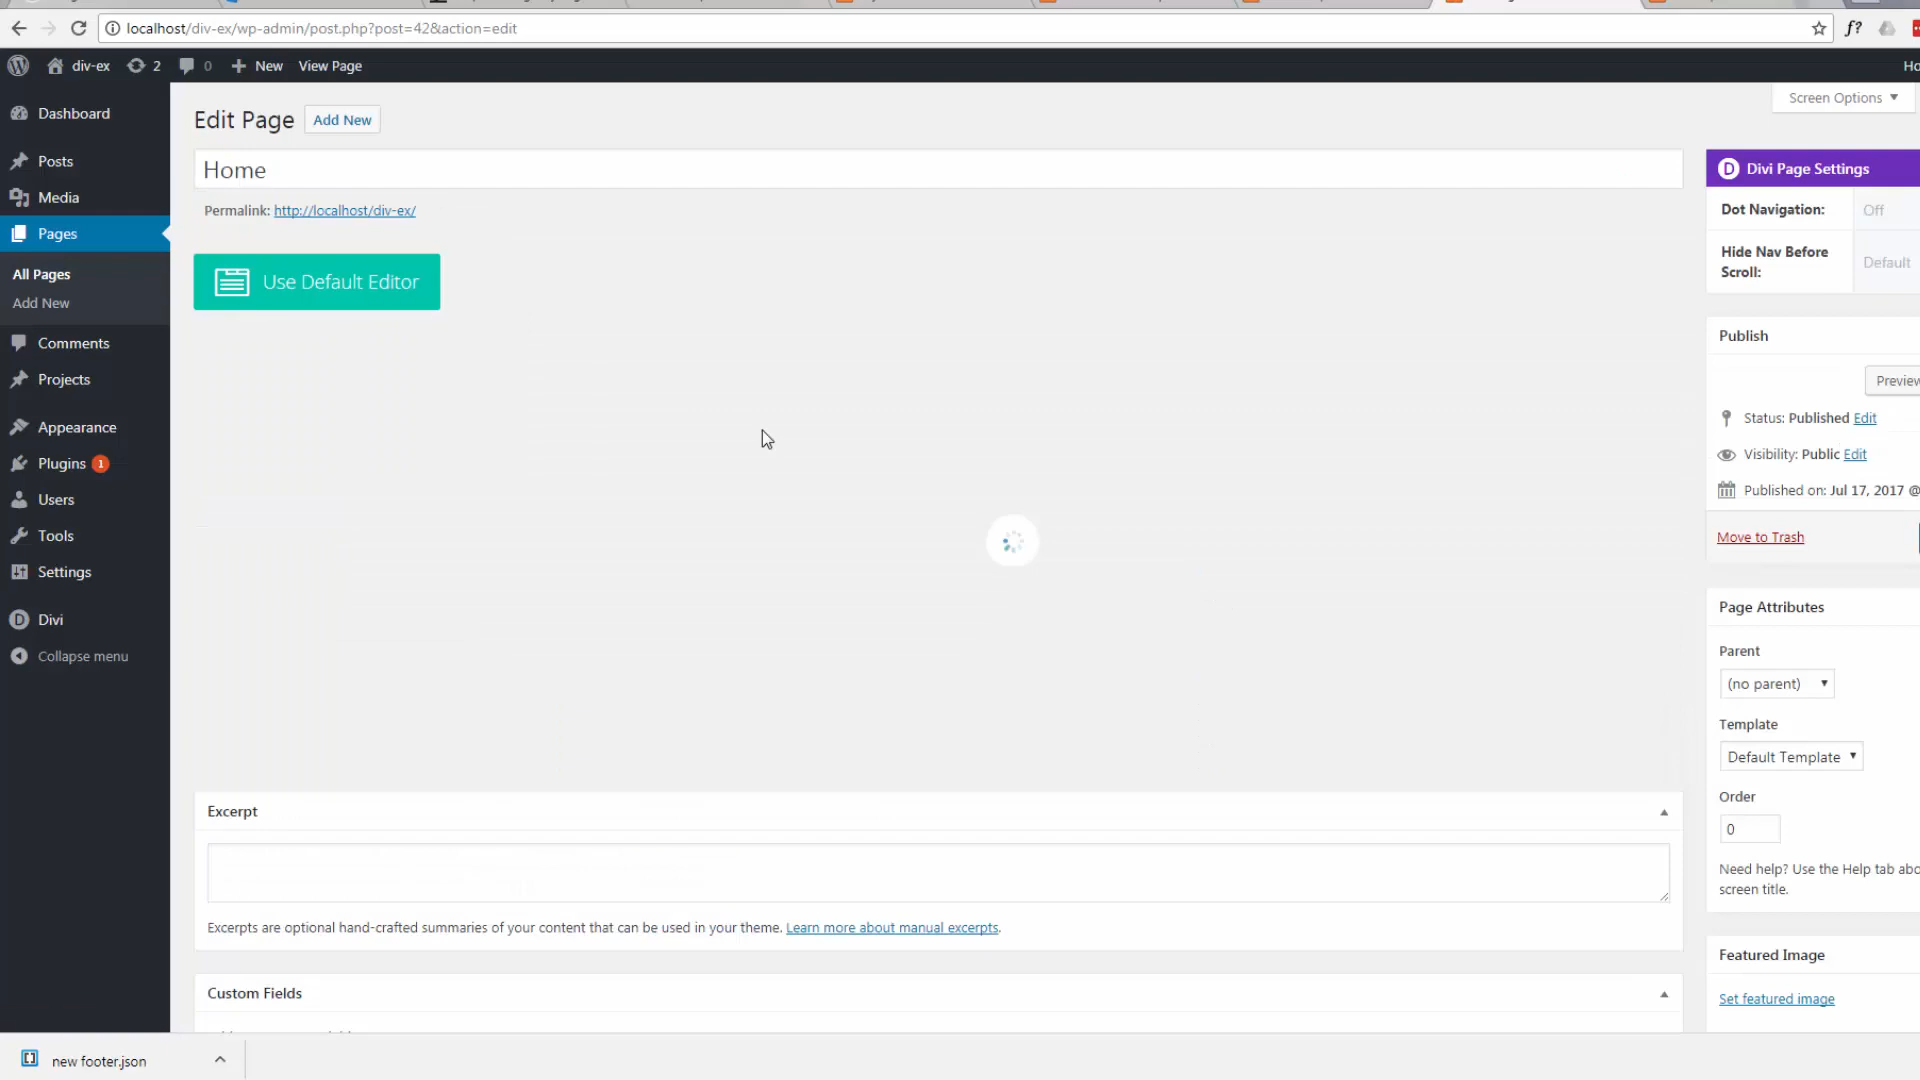 localhost/div-ex/wp-admin/post.php?post=42&action=edit
f?
div-ex
2
0
New
View Page
Dashboard
Posts
Media
Pages
All Pages
Add New
Comments
Projects
Appearance
Plugins 1
Users
Tools
Settings
Divi
Collapse menu
Screen Options
Edit Page
Add New
Home
Permalink: http://localhost/div-ex/
Use Default Editor
Excerpt
Excerpts are optional hand-crafted summaries of your content that can be used in your theme. Learn more about manual excerpts.
Custom Fields
D Divi Page Settings
Dot Navigation: Off
Hide Nav Before Scroll: Default
Publish
Preview
Status: Published Edit
Visibility: Public Edit
Published on: Jul 17, 2017 @
Move to Trash
Page Attributes
Parent
(no parent)
Template
Default Template
Order
0
Need help? Use the Help tab abo
screen title.
Featured Image
Set featured image
new footer.json